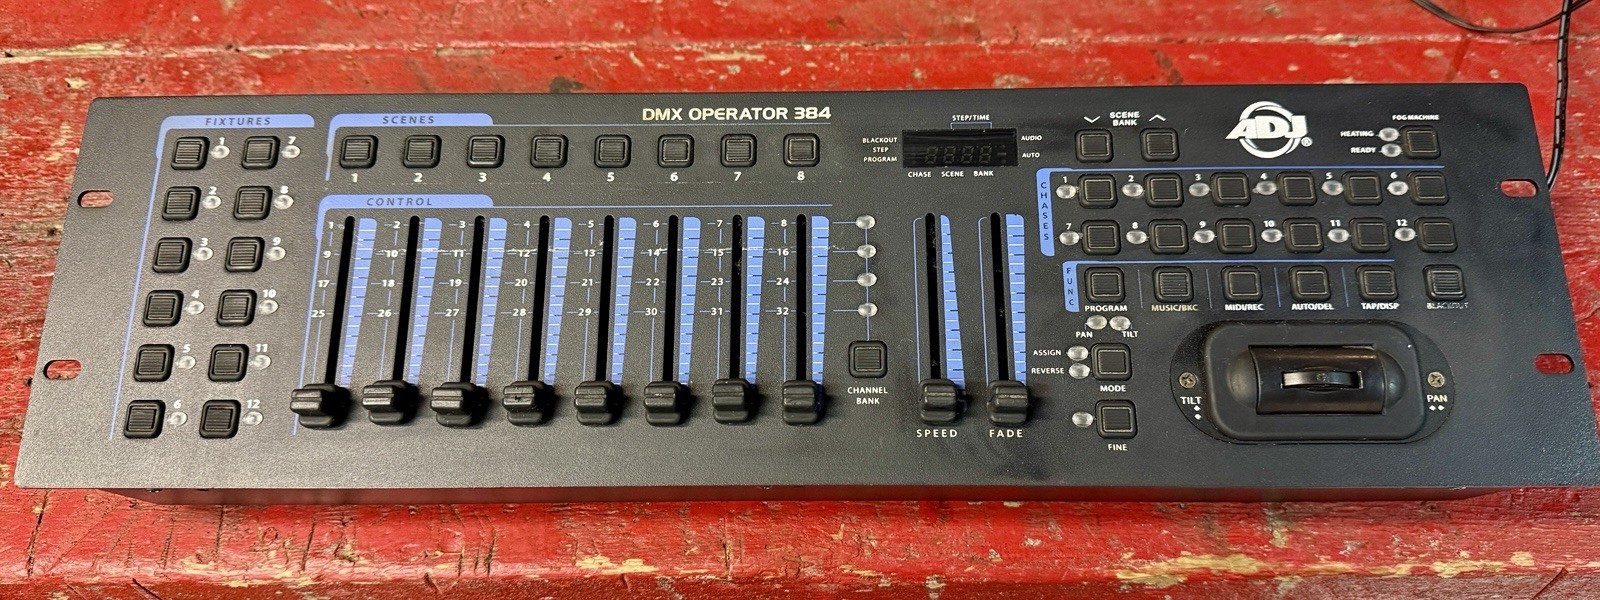 FIXTURES
1 7
2 8
3 9
4 10
5 11
6 12
SCENES
DMX OPERATOR 384
1 2 3 4 5 6 7 8
CONTROL
1 2 3 4 5 6 7 8
9 10 11 12 13 14 15 16
17 18 19 20 21 22 23 24
25 26 27 28 29 30 31 32
CHANNEL
BANK
STEP/TIME
BLACKOUT
STEP
PROGRAM
AUDIO
AUTO
CHASE SCENE BANK
SPEED FADE
SCENE
BANK
ADJ®
FOG MACHINE
HEATING
READY
CHASES
1 2 3 4 5 6
7 8 9 10 11 12
FUNC
PROGRAM MUSIC/BKC MIDI/REC AUTO/DEL TAP/DISP BLACKOUT
PAN TILT
ASSIGN
REVERSE
MODE
FINE
TILT
PAN